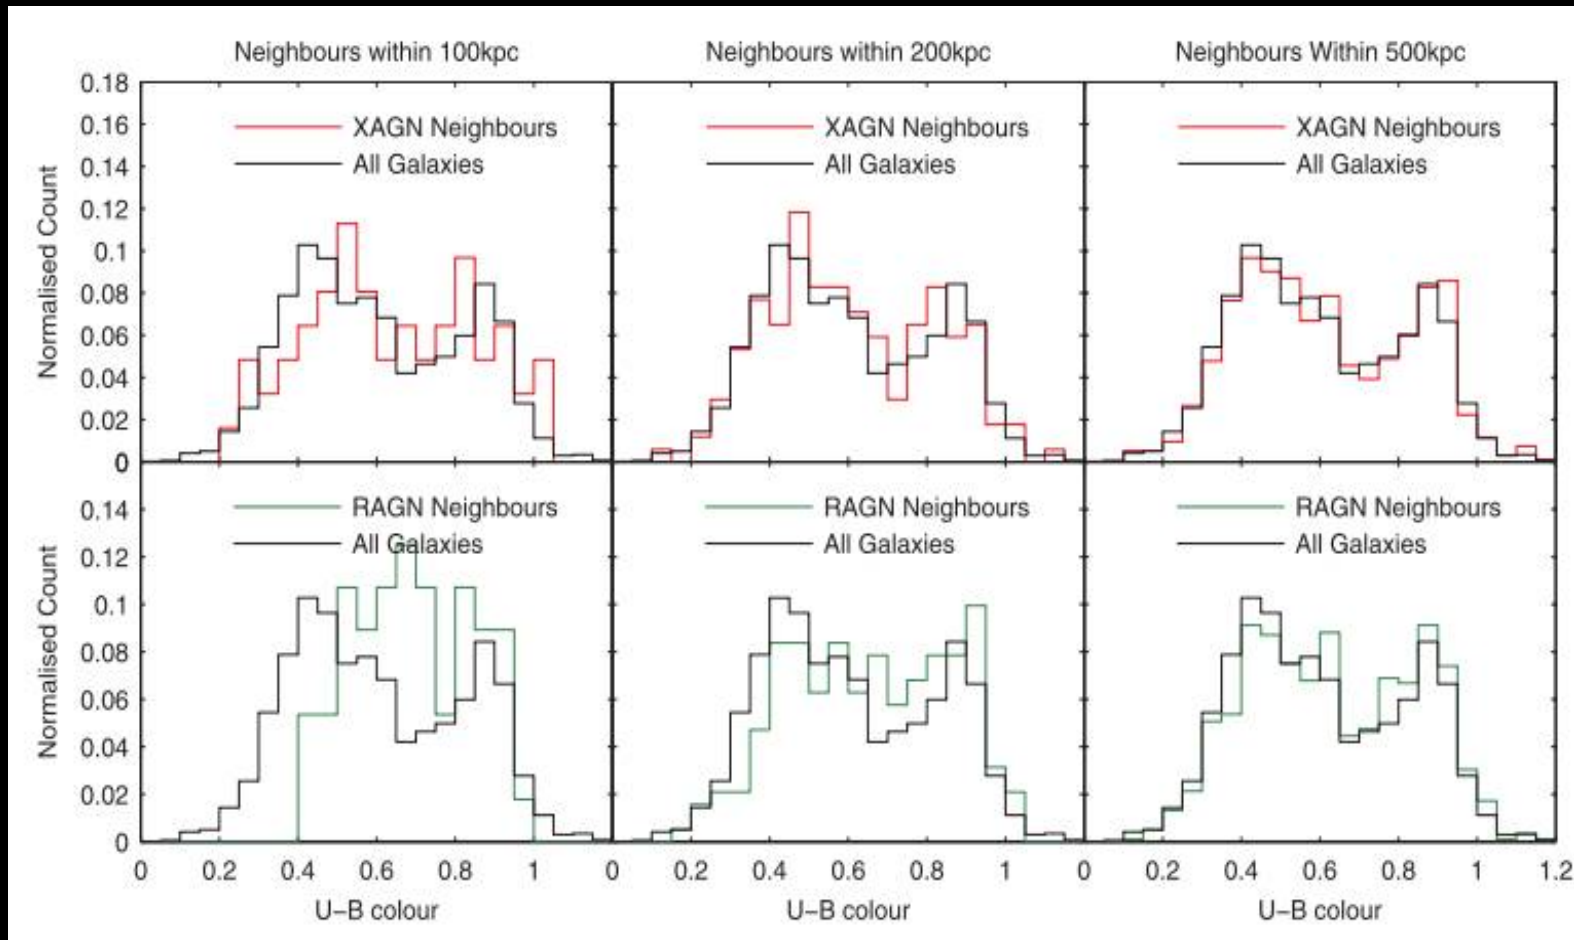 Neighbours within 100kpc
Neighbours within 200kpc
Neighbours Within 500kpc
0.18
0.16
0.14
0.12
0.1
0.08
0.06
0.04
0.02
0
Normalised Count
XAGN Neighbours
All Galaxies
XAGN Neighbours
All Galaxies
XAGN Neighbours
All Galaxies
0.14
0.12
0.1
0.08
0.06
0.04
0.02
0
Normalised Count
RAGN Neighbours
All Galaxies
RAGN Neighbours
All Galaxies
RAGN Neighbours
All Galaxies
0 0.2 0.4 0.6 0.8 1 0 0.2 0.4 0.6 0.8 1 0 0.2 0.4 0.6 0.8 1 1.2
U−B colour
U−B colour
U−B colour